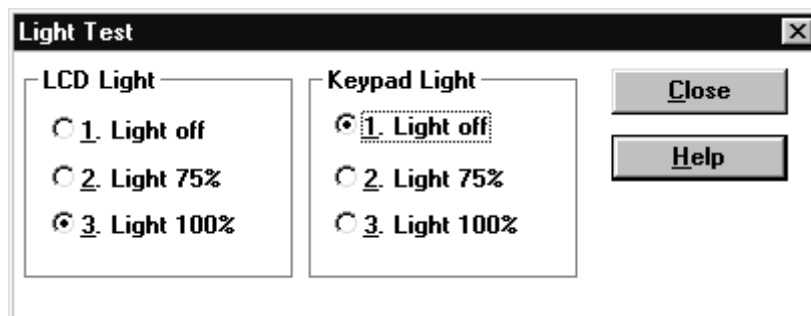 Light Test
LCD Light
1. Light off
2. Light 75%
3. Light 100%
Keypad Light
1. Light off
2. Light 75%
3. Light 100%
Close
Help